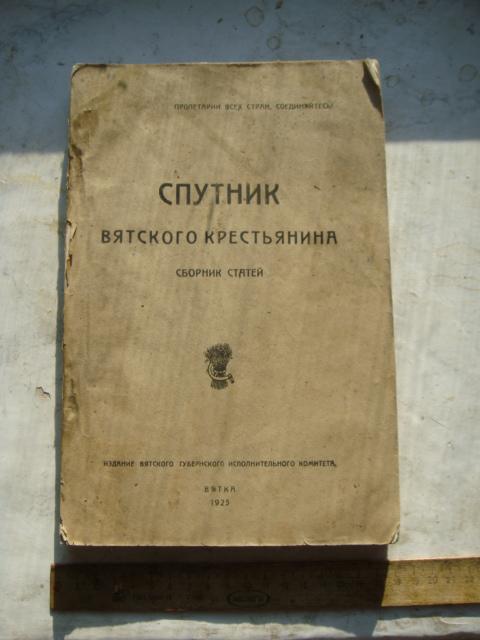 ПРОЛЕТАРИИ ВСЕХ СТРАН, СОЕДИНЯЙТЕСЬ!
СПУТНИК
ВЯТСКОГО КРЕСТЬЯНИНА
СБОРНИК СТАТЕЙ
ИЗДАНИЕ ВЯТСКОГО ГУБЕРНСКОГО ИСПОЛНИТЕЛЬНОГО КОМИТЕТА.
ВЯТКА
1925